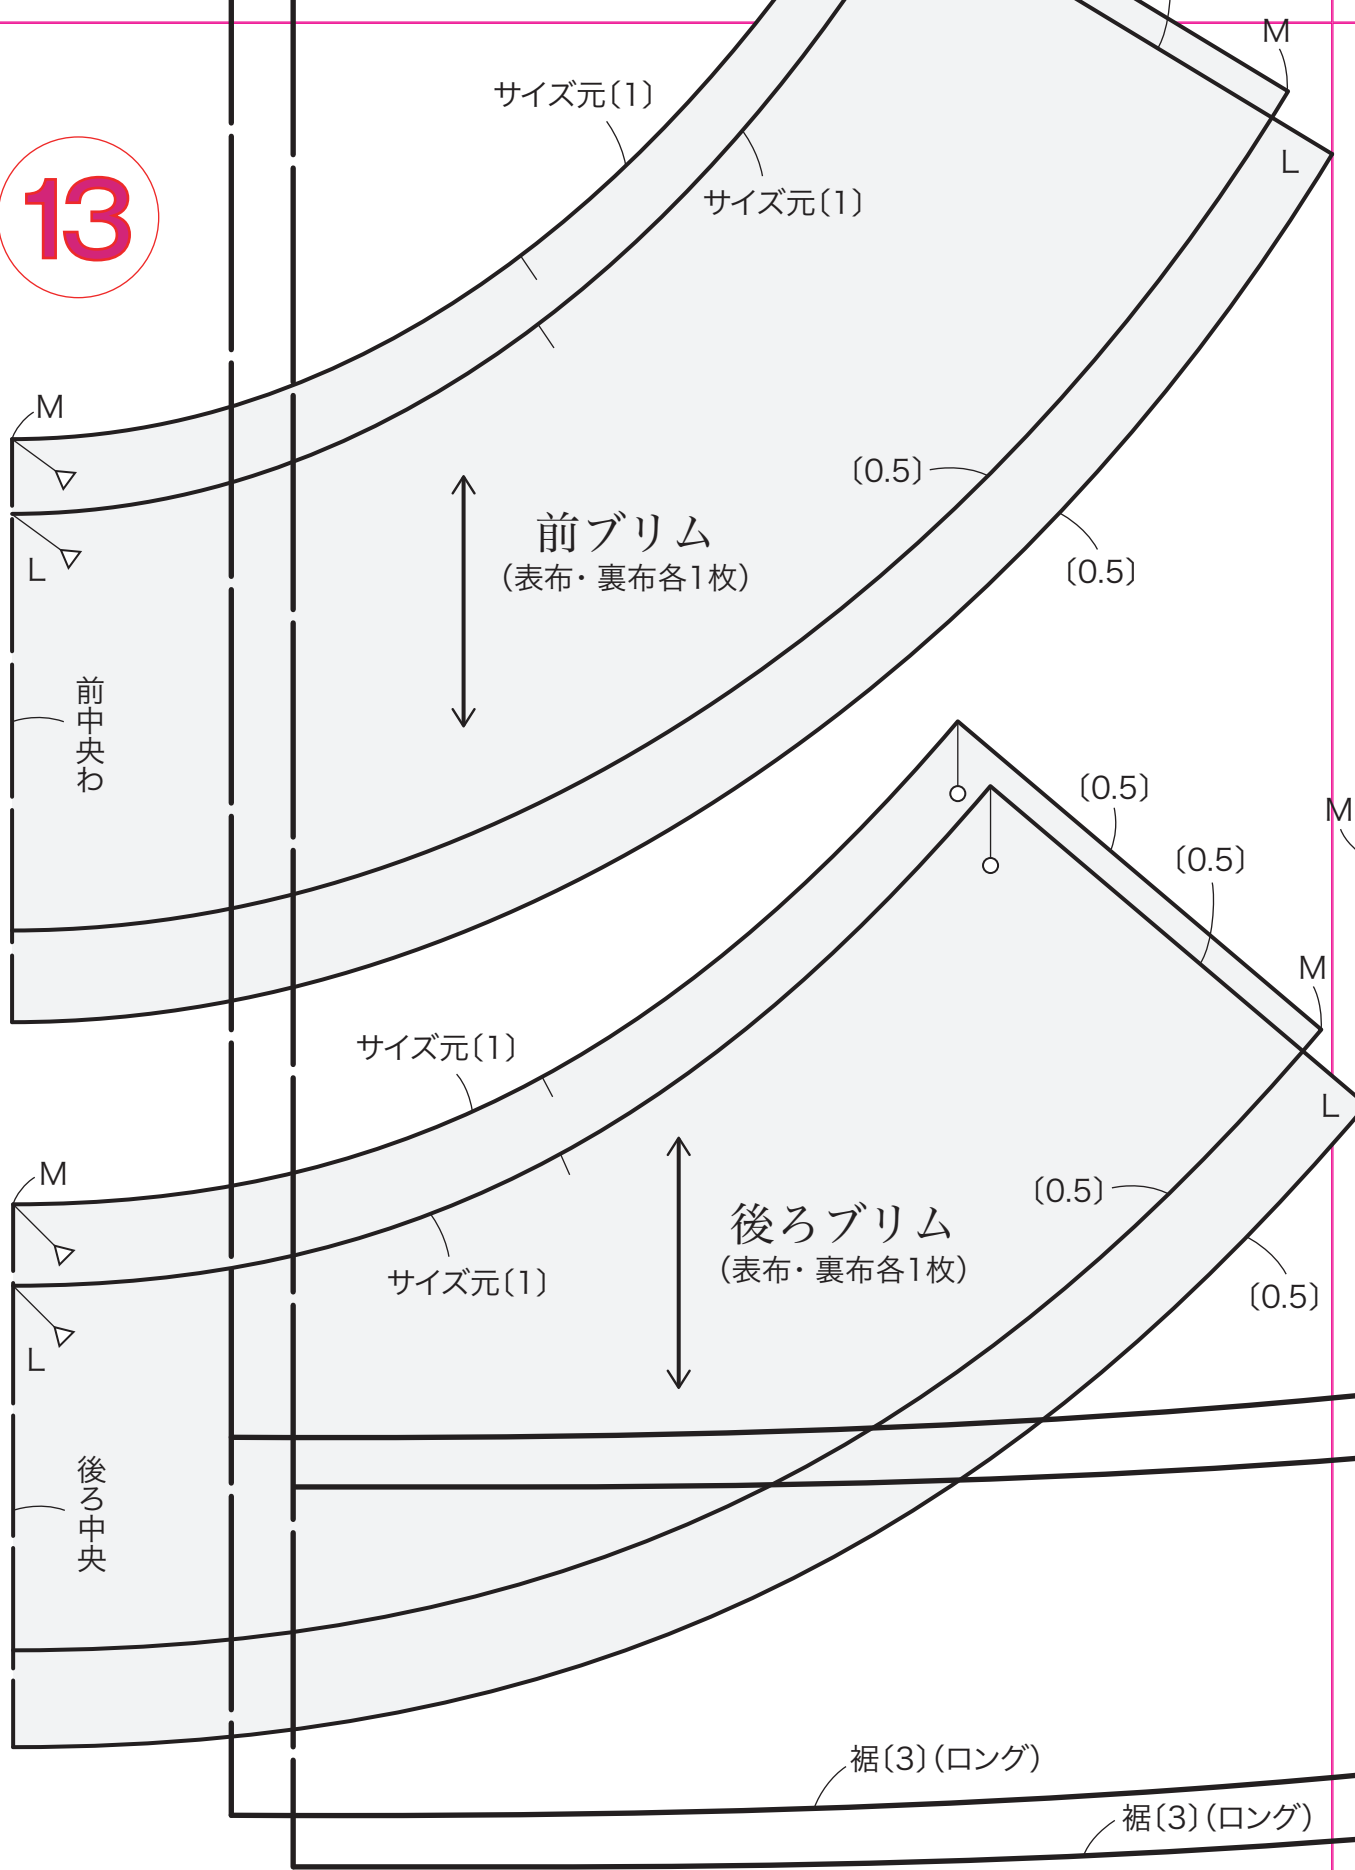 M
サイズ元〔1〕
L
13
サイズ元〔1〕
M
〔0.5〕
前ブリム
(表布・裏布各1枚)
L
〔0.5〕
前中央わ
〔0.5〕
M
〔0.5〕
M
サイズ元〔1〕
L
M
〔0.5〕
後ろブリム
(表布・裏布各1枚)
サイズ元〔1〕
〔0.5〕
L
後ろ中央
裾〔3〕(ロング)
裾〔3〕(ロング)